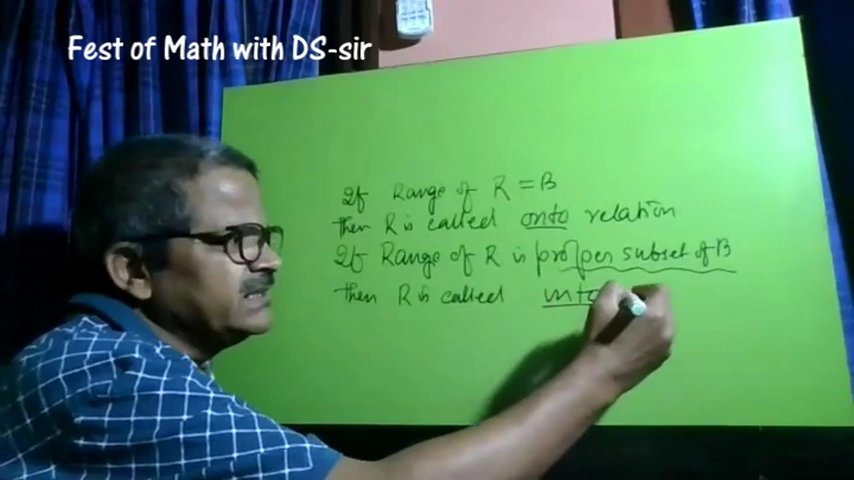 Fest of Math with DS-sir
If Range of R = B
then R is called onto relation
If Range of R is proper subset of B
then R is called into